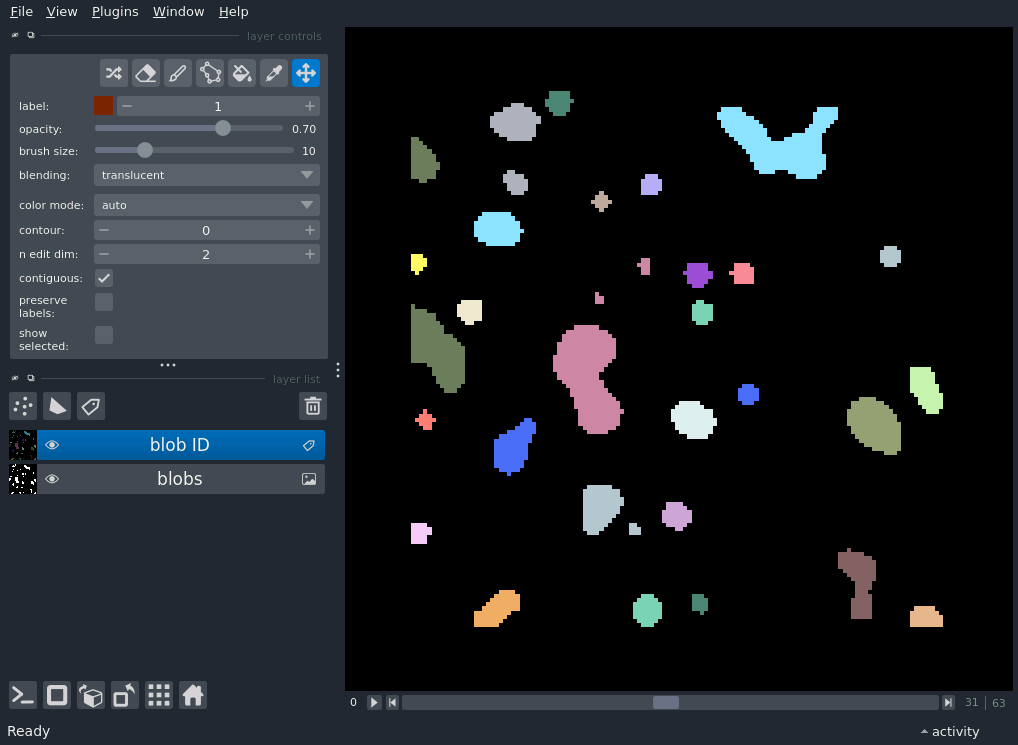 File View Plugins Window Help
layer controls
label: 1
opacity: 0.70
brush size: 10
blending: translucent
color mode: auto
contour: 0
n edit dim: 2
contiguous:
preserve
labels:
show
selected:
layer list
blob ID
blobs
0 31 63
Ready activity